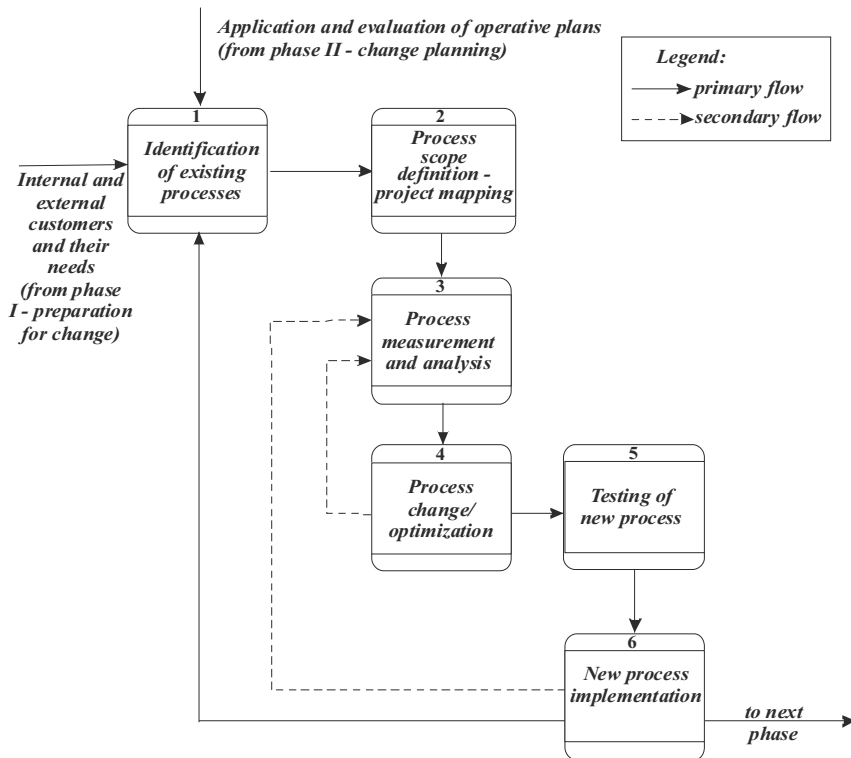 Application and evaluation of operative plans
(from phase II - change planning)
Legend:
primary flow
secondary flow
1
Identification
of existing
processes
2
Process
scope
definition -
project mapping
Internal and
external
customers
and their
needs
(from phase
I - preparation
for change)
3
Process
measurement
and analysis
4
Process
change/
optimization
5
Testing of
new process
6
New process
implementation
to next
phase